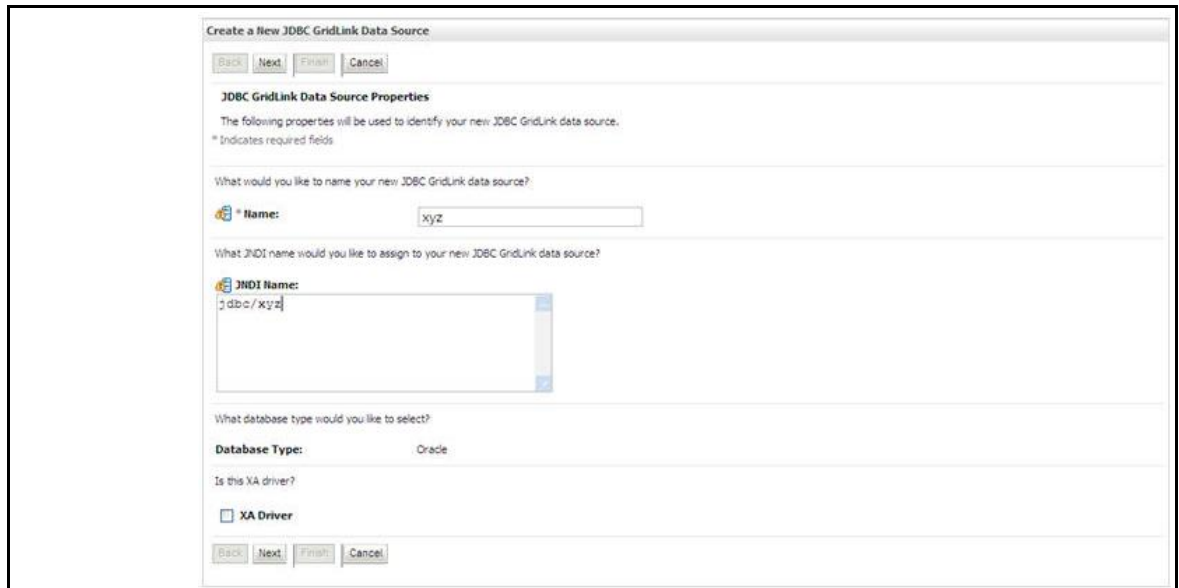 Create a New JDBC GridLink Data Source
Back Next Finish Cancel
JDBC GridLink Data Source Properties
The following properties will be used to identify your new JDBC GridLink data source.
* Indicates required fields
What would you like to name your new JDBC GridLink data source?
* Name: xyz
What JNDI name would you like to assign to your new JDBC GridLink data source?
JNDI Name:
jdbc/xyz
What database type would you like to select?
Database Type: Oracle
Is this XA driver?
XA Driver
Back Next Finish Cancel